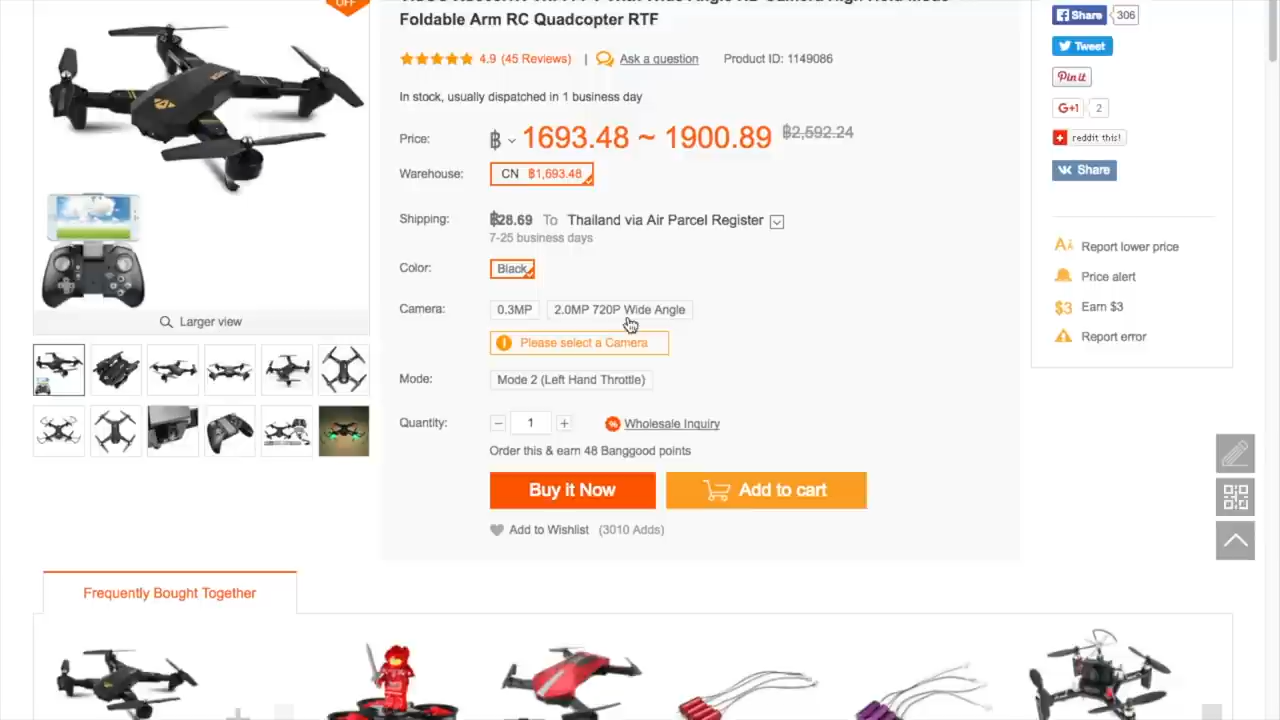 OFF
Foldable Arm RC Quadcopter RTF
4.9 (45 Reviews) | Ask a question Product ID: 1149086
In stock, usually dispatched in 1 business day
Price: ฿ 1693.48 ~ 1900.89 ฿2,592.24
Warehouse: CN ฿1,693.48
Shipping: ฿28.69 To Thailand via Air Parcel Register
7-25 business days
Color: Black
Camera: 0.3MP 2.0MP 720P Wide Angle
Please select a Camera
Mode: Mode 2 (Left Hand Throttle)
Quantity: − 1 + Wholesale Inquiry
Order this & earn 48 Banggood points
Buy it Now Add to cart
Add to Wishlist (3010 Adds)
Larger view
Share 306
Tweet
Pin it
G+1 2
reddit this!
Share
Report lower price
Price alert
$3 Earn $3
Report error
Frequently Bought Together